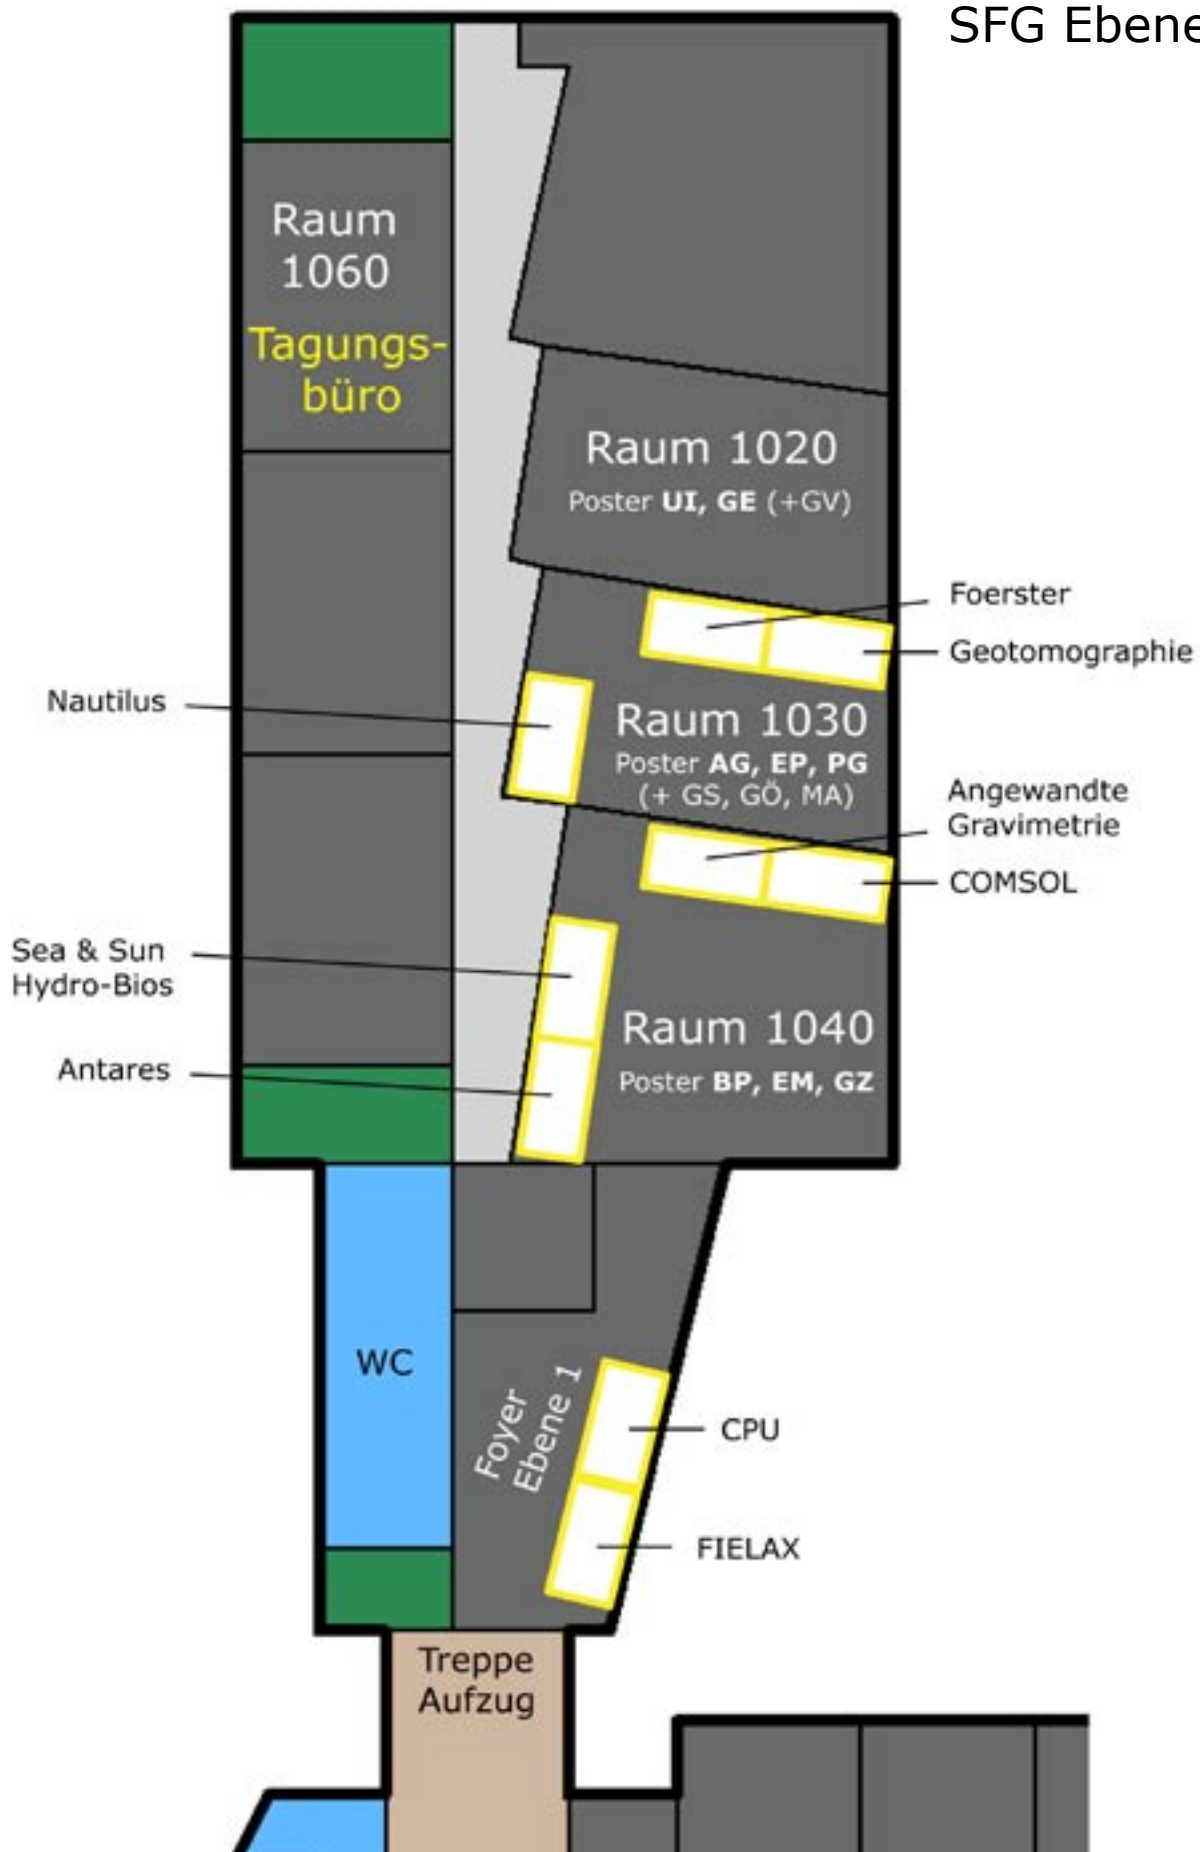 SFG Ebene
Raum
1060
Tagungs-
büro
Raum 1020
Poster UI, GE (+GV)
Foerster
Geotomographie
Nautilus
Raum 1030
Poster AG, EP, PG
(+ GS, GÖ, MA)
Angewandte
Gravimetrie
COMSOL
Sea & Sun
Hydro-Bios
Raum 1040
Poster BP, EM, GZ
Antares
WC
Foyer
Ebene 1
CPU
FIELAX
Treppe
Aufzug